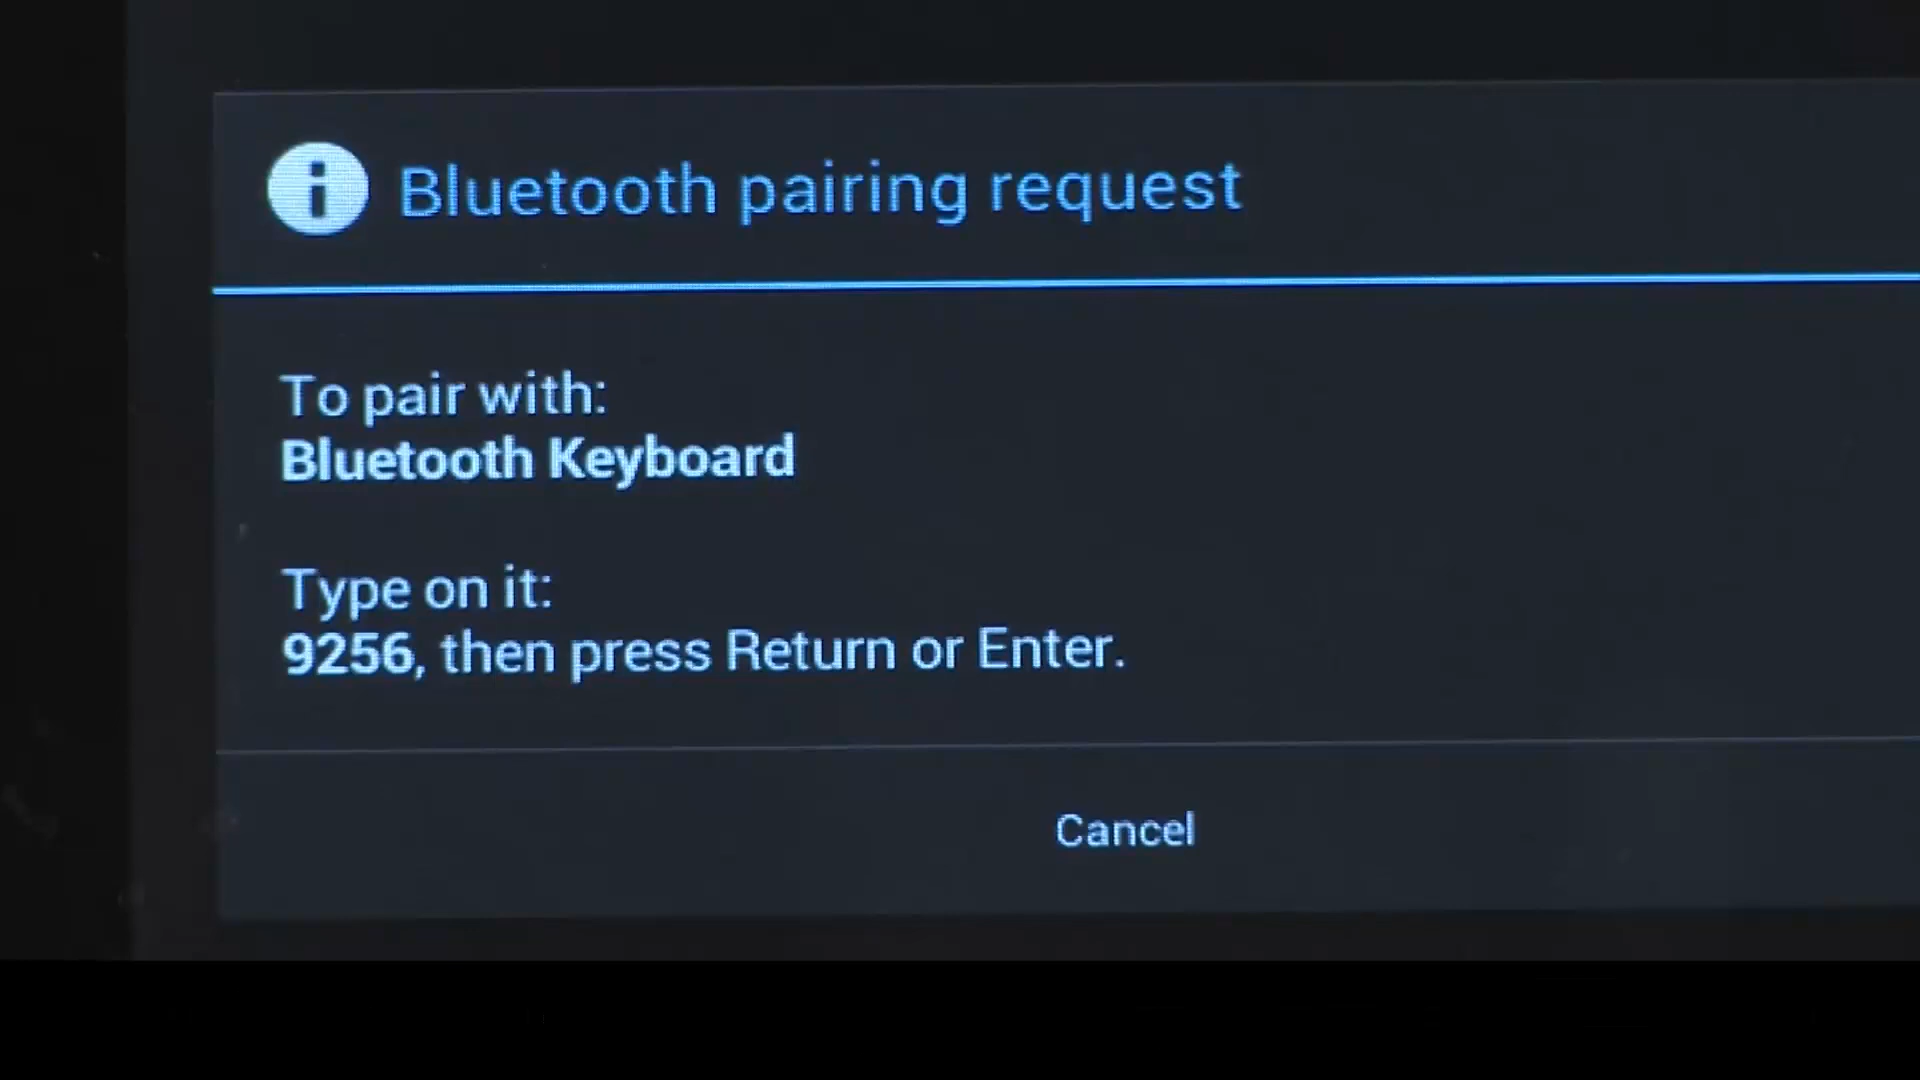 Bluetooth pairing request
To pair with:
Bluetooth Keyboard
Type on it:
9256, then press Return or Enter.
Cancel